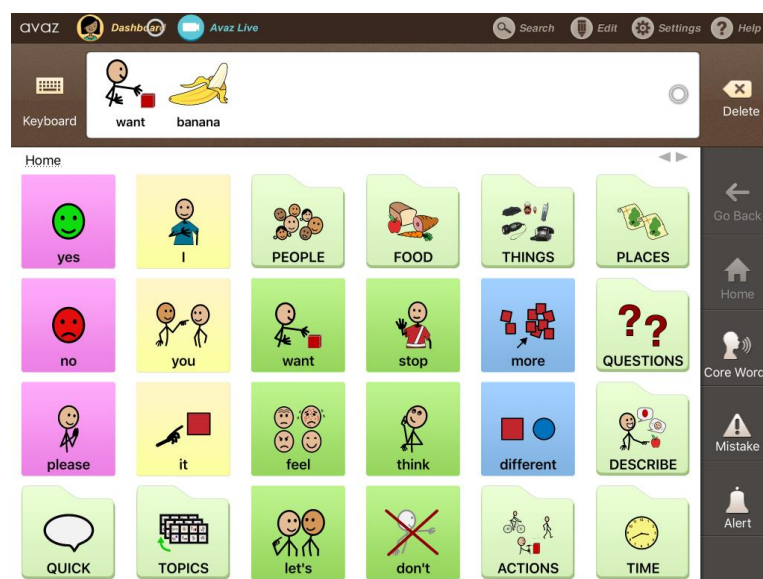 avaz Dashboard Avaz Live Search Edit Settings Help
Keyboard want banana Delete
Home
yes I PEOPLE FOOD THINGS PLACES
Go Back
no you want stop more QUESTIONS
Home
Core Word
please it feel think different DESCRIBE
Mistake
QUICK TOPICS let's don't ACTIONS TIME
Alert